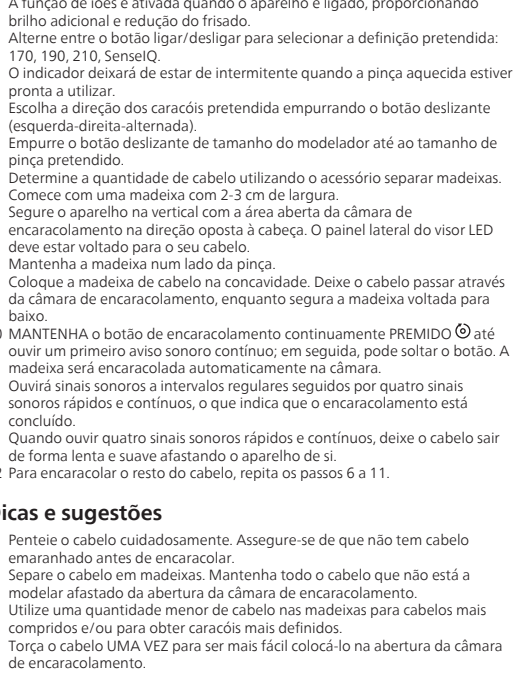 A função de iões é ativada quando o aparelho é ligado, proporcionando
brilho adicional e redução do frisado.
Alterne entre o botão ligar/desligar para selecionar a definição pretendida:
170, 190, 210, SenseIQ.
O indicador deixará de estar de intermitente quando a pinça aquecida estiver
pronta a utilizar.
Escolha a direção dos caracóis pretendida empurrando o botão deslizante
(esquerda-direita-alternada).
Empurre o botão deslizante de tamanho do modelador até ao tamanho de
pinça pretendido.
Determine a quantidade de cabelo utilizando o acessório separar madeixas.
Comece com uma madeixa com 2-3 cm de largura.
Segure o aparelho na vertical com a área aberta da câmara de
encaracolamento na direção oposta à cabeça. O painel lateral do visor LED
deve estar voltado para o seu cabelo.
Mantenha a madeixa num lado da pinça.
Coloque a madeixa de cabelo na concavidade. Deixe o cabelo passar através
da câmara de encaracolamento, enquanto segura a madeixa voltada para
baixo.
0 MANTENHA o botão de encaracolamento continuamente PREMIDO até
ouvir um primeiro aviso sonoro contínuo; em seguida, pode soltar o botão. A
madeixa será encaracolada automaticamente na câmara.
Ouvirá sinais sonoros a intervalos regulares seguidos por quatro sinais
sonoros rápidos e contínuos, o que indica que o encaracolamento está
concluído.
Quando ouvir quatro sinais sonoros rápidos e contínuos, deixe o cabelo sair
de forma lenta e suave afastando o aparelho de si.
2 Para encaracolar o resto do cabelo, repita os passos 6 a 11.
icas e sugestões
Penteie o cabelo cuidadosamente. Assegure-se de que não tem cabelo
emaranhado antes de encaracolar.
Separe o cabelo em madeixas. Mantenha todo o cabelo que não está a
modelar afastado da abertura da câmara de encaracolamento.
Utilize uma quantidade menor de cabelo nas madeixas para cabelos mais
compridos e/ou para obter caracóis mais definidos.
Torça o cabelo UMA VEZ para ser mais fácil colocá-lo na abertura da câmara
de encaracolamento.